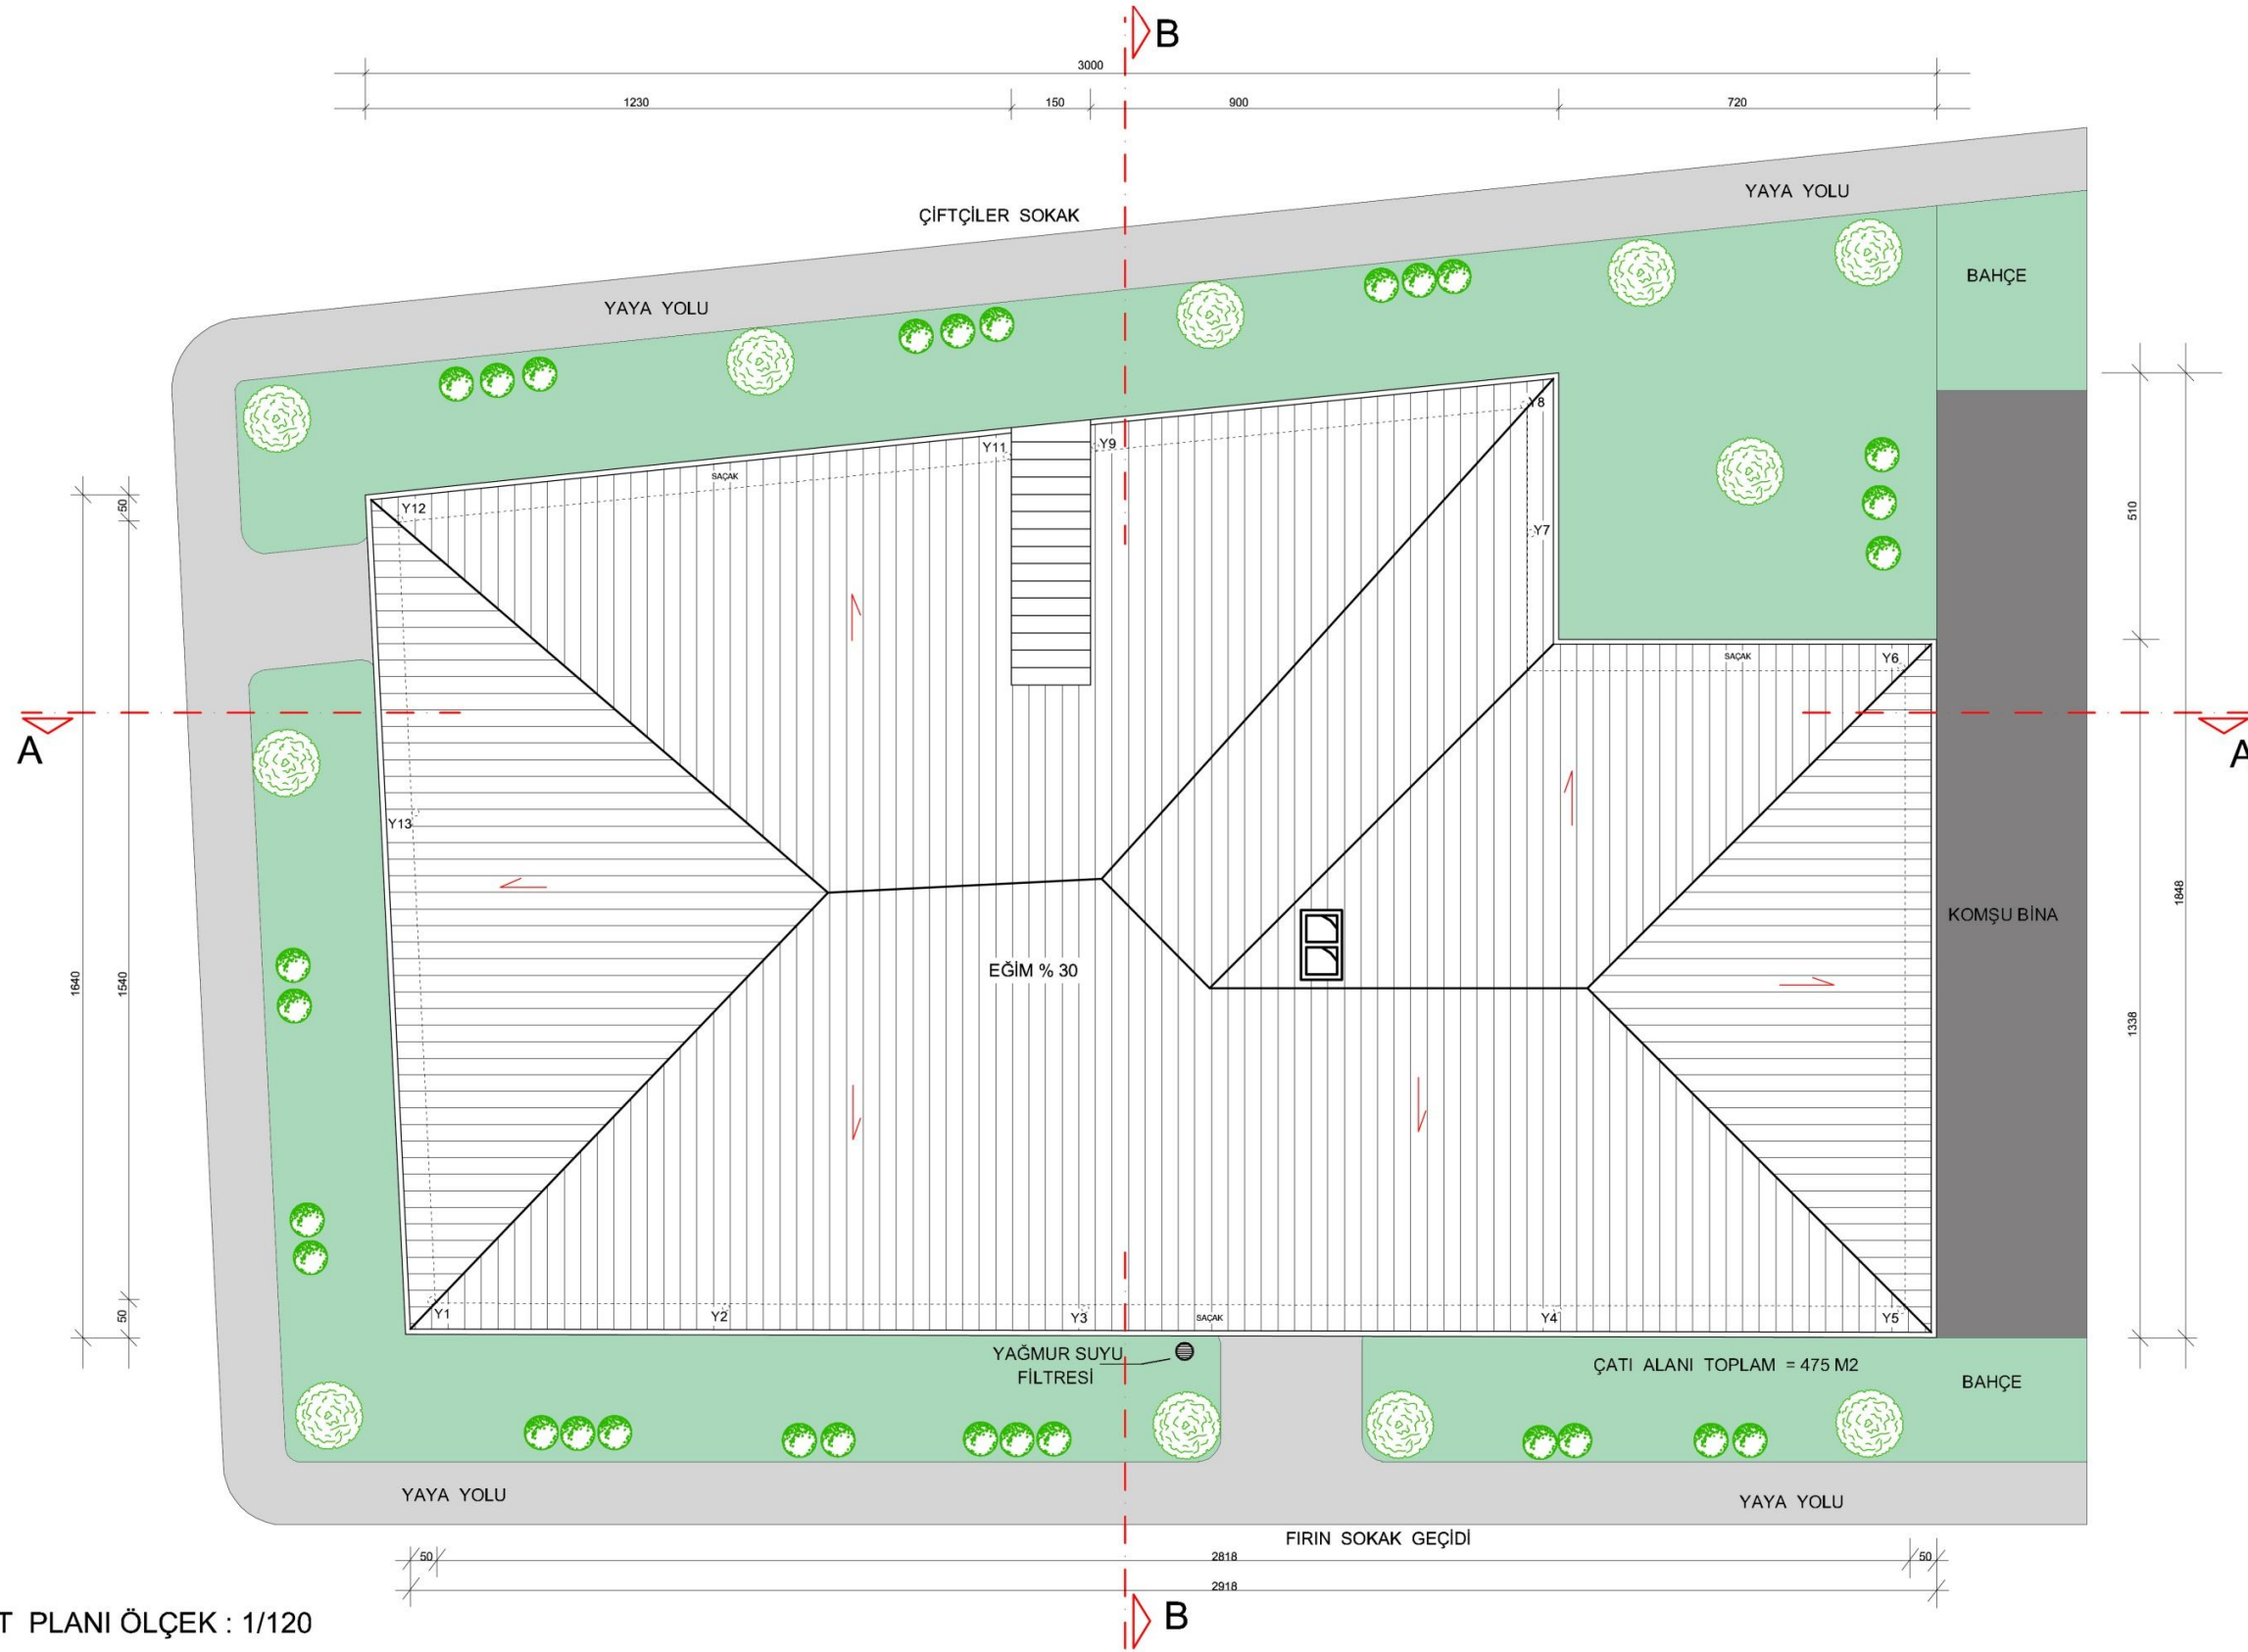 B
3000
1230
150
900
720
YAYA YOLU
ÇİFTÇİLER SOKAK
BAHÇE
YAYA YOLU
Y8
Y11
Y9
SAÇAK
50
Y12
510
Y7
SAÇAK
Y6
A
A
Y13
1848
KOMŞU BİNA
EĞİM % 30
1640
1540
1338
50
Y1
Y2
Y3
SAÇAK
Y4
Y5
YAĞMUR SUYU
FİLTRESİ
ÇATI ALANI TOPLAM = 475 M2
BAHÇE
YAYA YOLU
YAYA YOLU
FIRIN SOKAK GEÇİDİ
50
2818
50
2918
B
T PLANI ÖLÇEK : 1/120